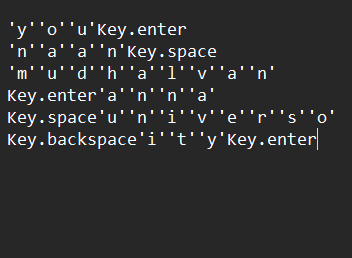 'y''o''u'Key.enter
'n''a''a''n'Key.space
'm''u''d''h''a''l''v''a''n'
Key.enter'a''n''n''a'
Key.space'u''n''i''v''e''r''s''o'
Key.backspace'i''t''y'Key.enter